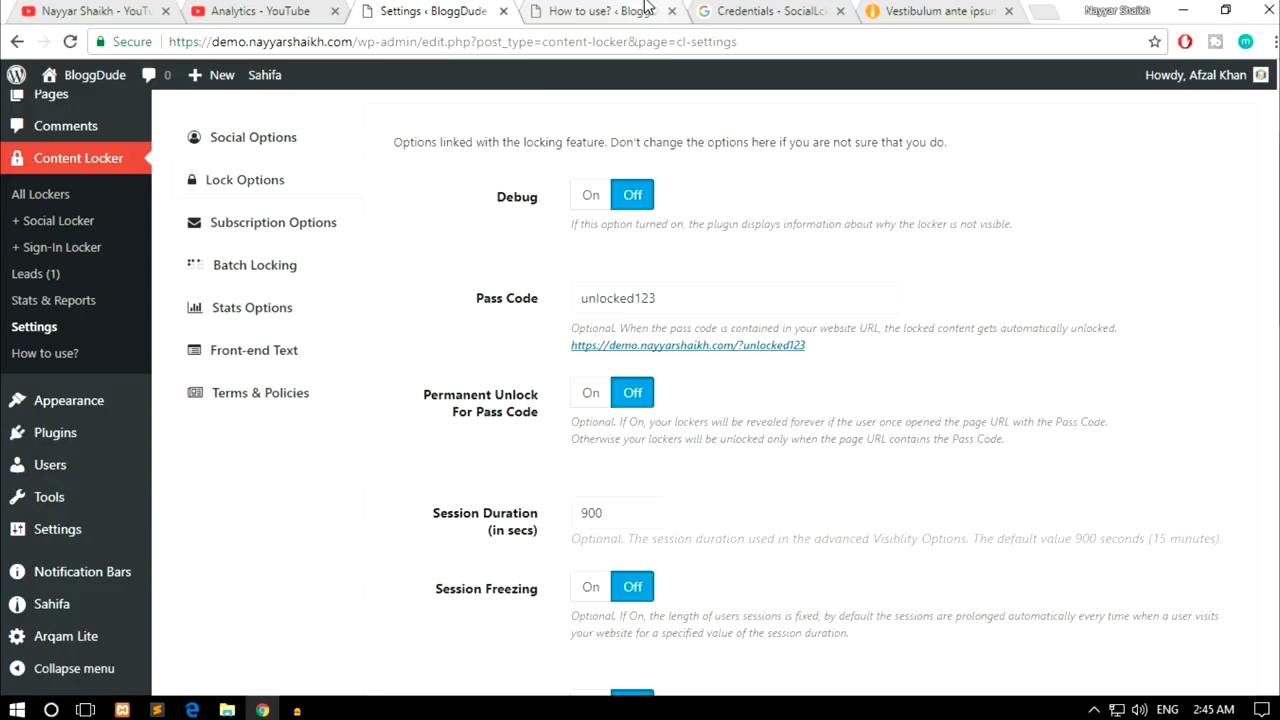 Nayyar Shaikh - YouTu
Analytics - YouTube
Settings ‹ BloggDude
How to use? ‹ Blogg
Credentials - SocialLo
Vestibulum ante ipsum
Nayyar Shaikh
Secure
https://demo.nayyarshaikh.com/wp-admin/edit.php?post_type=content-locker&page=cl-settings
BloggDude
0
New
Sahifa
Howdy, Afzal Khan
Pages
Comments
Content Locker
All Lockers
+ Social Locker
+ Sign-In Locker
Leads (1)
Stats & Reports
Settings
How to use?
Appearance
Plugins
Users
Tools
Settings
Notification Bars
Sahifa
Arqam Lite
Collapse menu
Social Options
Lock Options
Subscription Options
Batch Locking
Stats Options
Front-end Text
Terms & Policies
Options linked with the locking feature. Don't change the options here if you are not sure that you do.
Debug
On Off
If this option turned on, the plugin displays information about why the locker is not visible.
Pass Code
unlocked123
Optional. When the pass code is contained in your website URL, the locked content gets automatically unlocked.
https://demo.nayyarshaikh.com/?unlocked123
Permanent Unlock
For Pass Code
On Off
Optional. If On, your lockers will be revealed forever if the user once opened the page URL with the Pass Code.
Otherwise your lockers will be unlocked only when the page URL contains the Pass Code.
Session Duration
(in secs)
900
Optional. The session duration used in the advanced Visiblity Options. The default value 900 seconds (15 minutes).
Session Freezing
On Off
Optional. If On, the length of users sessions is fixed, by default the sessions are prolonged automatically every time when a user visits
your website for a specified value of the session duration.
ENG
2:45 AM